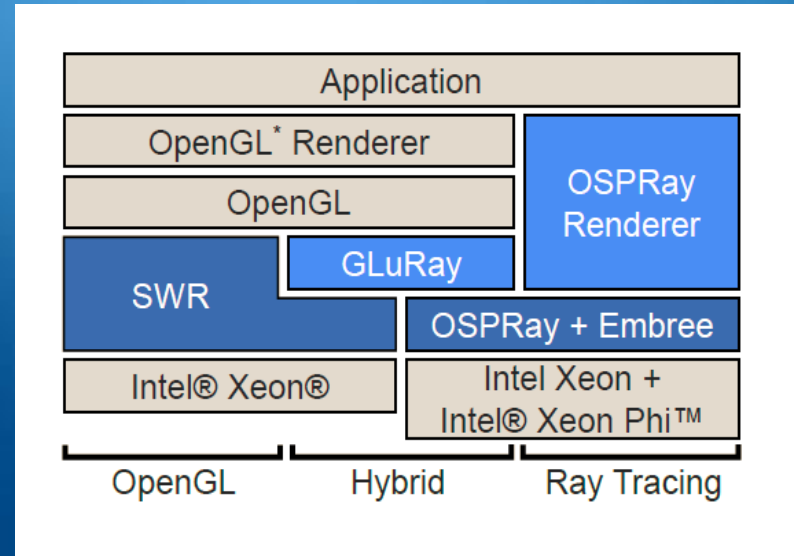 Application
OpenGL* Renderer
OSPRay
Renderer
OpenGL
GLuRay
SWR
OSPRay + Embree
Intel® Xeon®
Intel Xeon +
Intel® Xeon Phi™
OpenGL
Hybrid
Ray Tracing